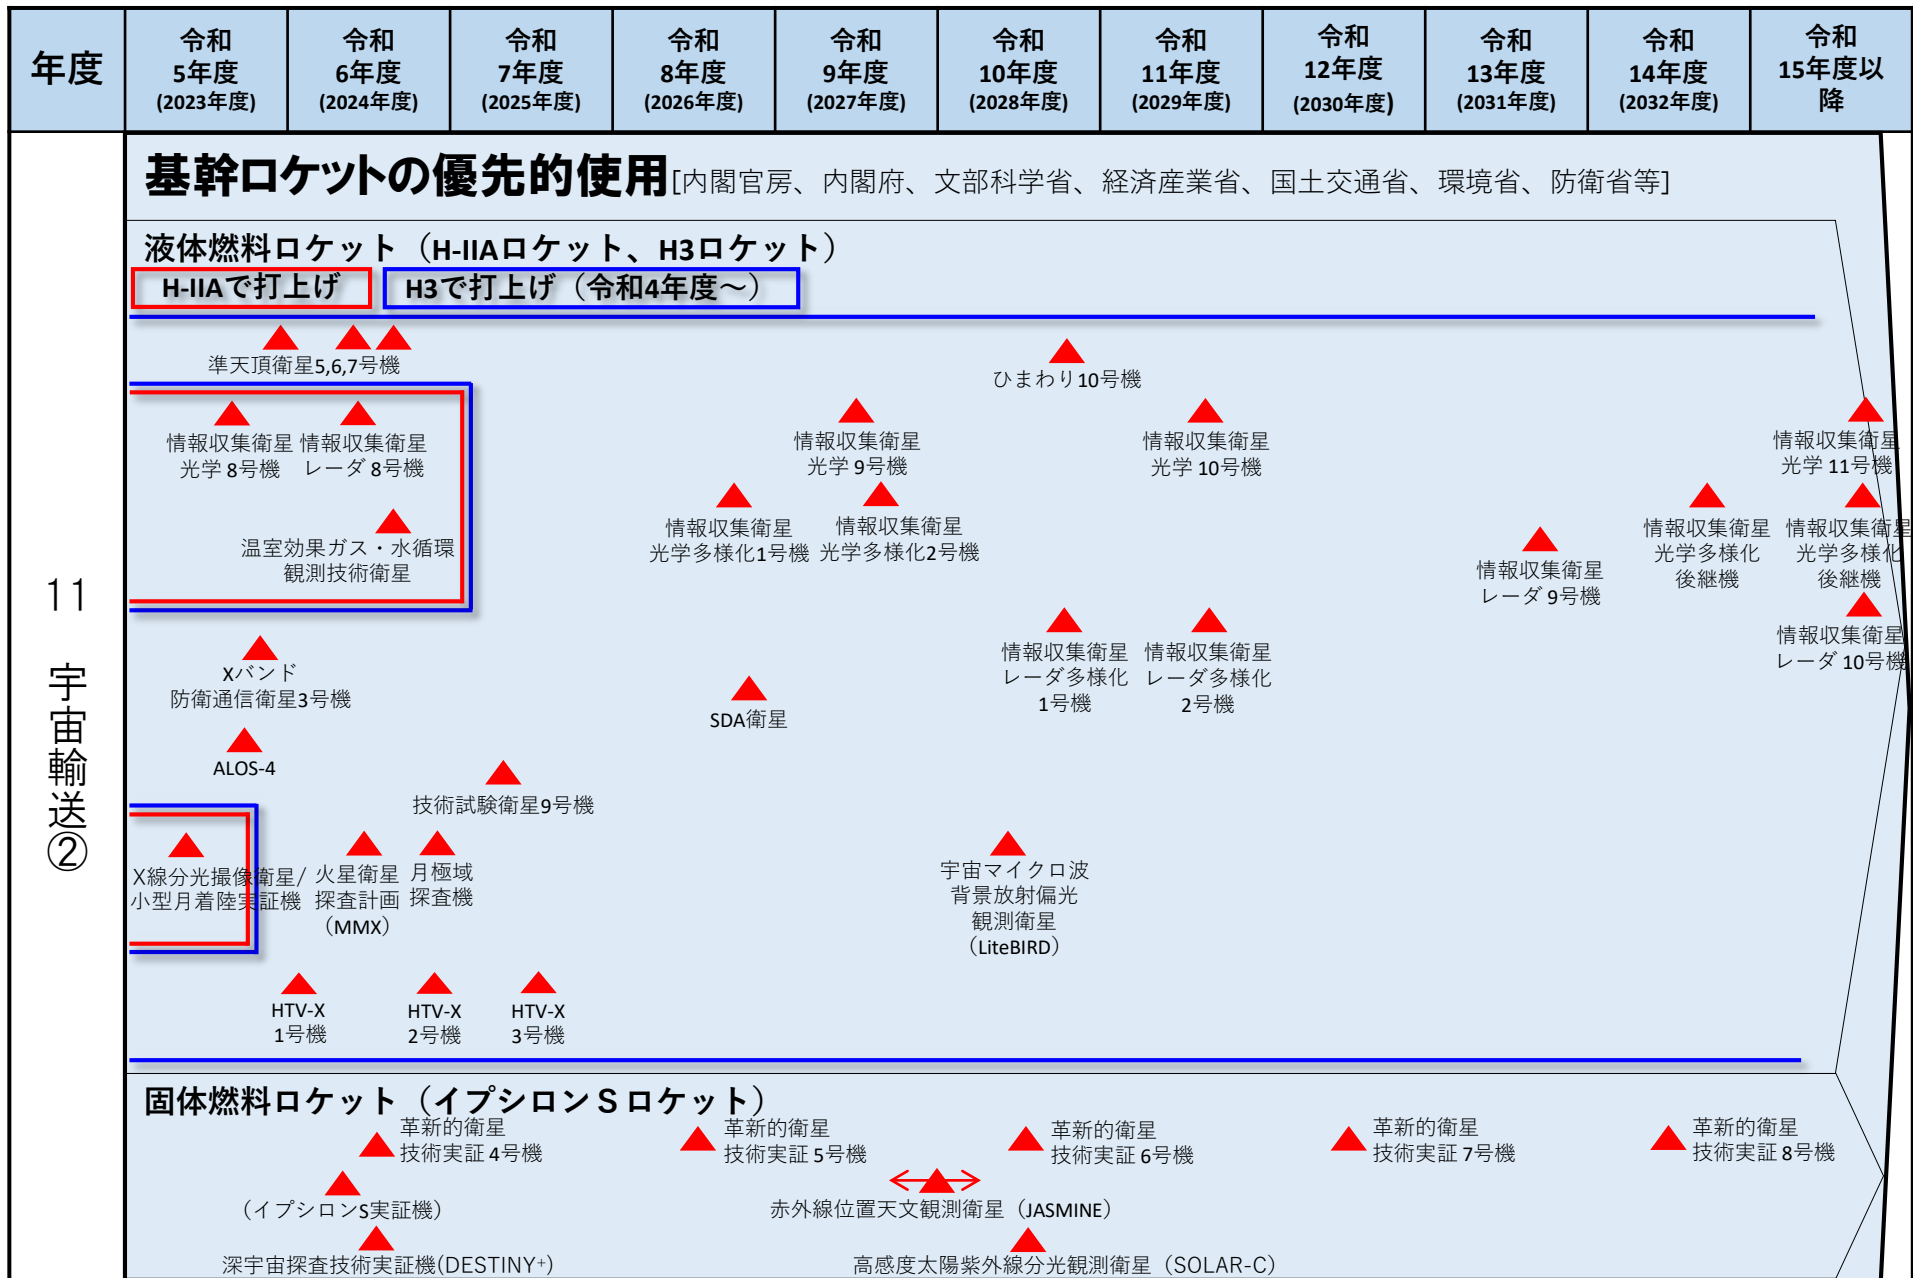 年度
令和
5年度
(2023年度)
令和
6年度
(2024年度)
令和
7年度
(2025年度)
令和
8年度
(2026年度)
令和
9年度
(2027年度)
令和
10年度
(2028年度)
令和
11年度
(2029年度)
令和
12年度
(2030年度)
令和
13年度
(2031年度)
令和
14年度
(2032年度)
令和
15年度以
降
11 宇宙輸送②
基幹ロケットの優先的使用[内閣官房、内閣府、文部科学省、経済産業省、国土交通省、環境省、防衛省等]
液体燃料ロケット（H-IIAロケット、H3ロケット）
H-IIAで打上げ
H3で打上げ（令和4年度～）
準天頂衛星5,6,7号機
ひまわり10号機
情報収集衛星
光学 8号機
情報収集衛星
レーダ 8号機
情報収集衛星
光学 9号機
情報収集衛星
光学 10号機
情報収集衛星
光学 11号機
温室効果ガス・水循環
観測技術衛星
情報収集衛星
光学多様化1号機
情報収集衛星
光学多様化2号機
情報収集衛星
レーダ 9号機
情報収集衛星
光学多様化
後継機
情報収集衛星
光学多様化
後継機
Xバンド
防衛通信衛星3号機
SDA衛星
情報収集衛星
レーダ多様化
1号機
情報収集衛星
レーダ多様化
2号機
情報収集衛星
レーダ 10号機
ALOS-4
技術試験衛星9号機
X線分光撮像衛星/
小型月着陸実証機
火星衛星
探査計画
（MMX）
月極域
探査機
宇宙マイクロ波
背景放射偏光
観測衛星
（LiteBIRD）
HTV-X
1号機
HTV-X
2号機
HTV-X
3号機
固体燃料ロケット（イプシロンＳロケット）
革新的衛星
技術実証 4号機
革新的衛星
技術実証 5号機
革新的衛星
技術実証 6号機
革新的衛星
技術実証 7号機
革新的衛星
技術実証 8号機
（イプシロンS実証機）
赤外線位置天文観測衛星（JASMINE）
深宇宙探査技術実証機(DESTINY+)
高感度太陽紫外線分光観測衛星（SOLAR-C）